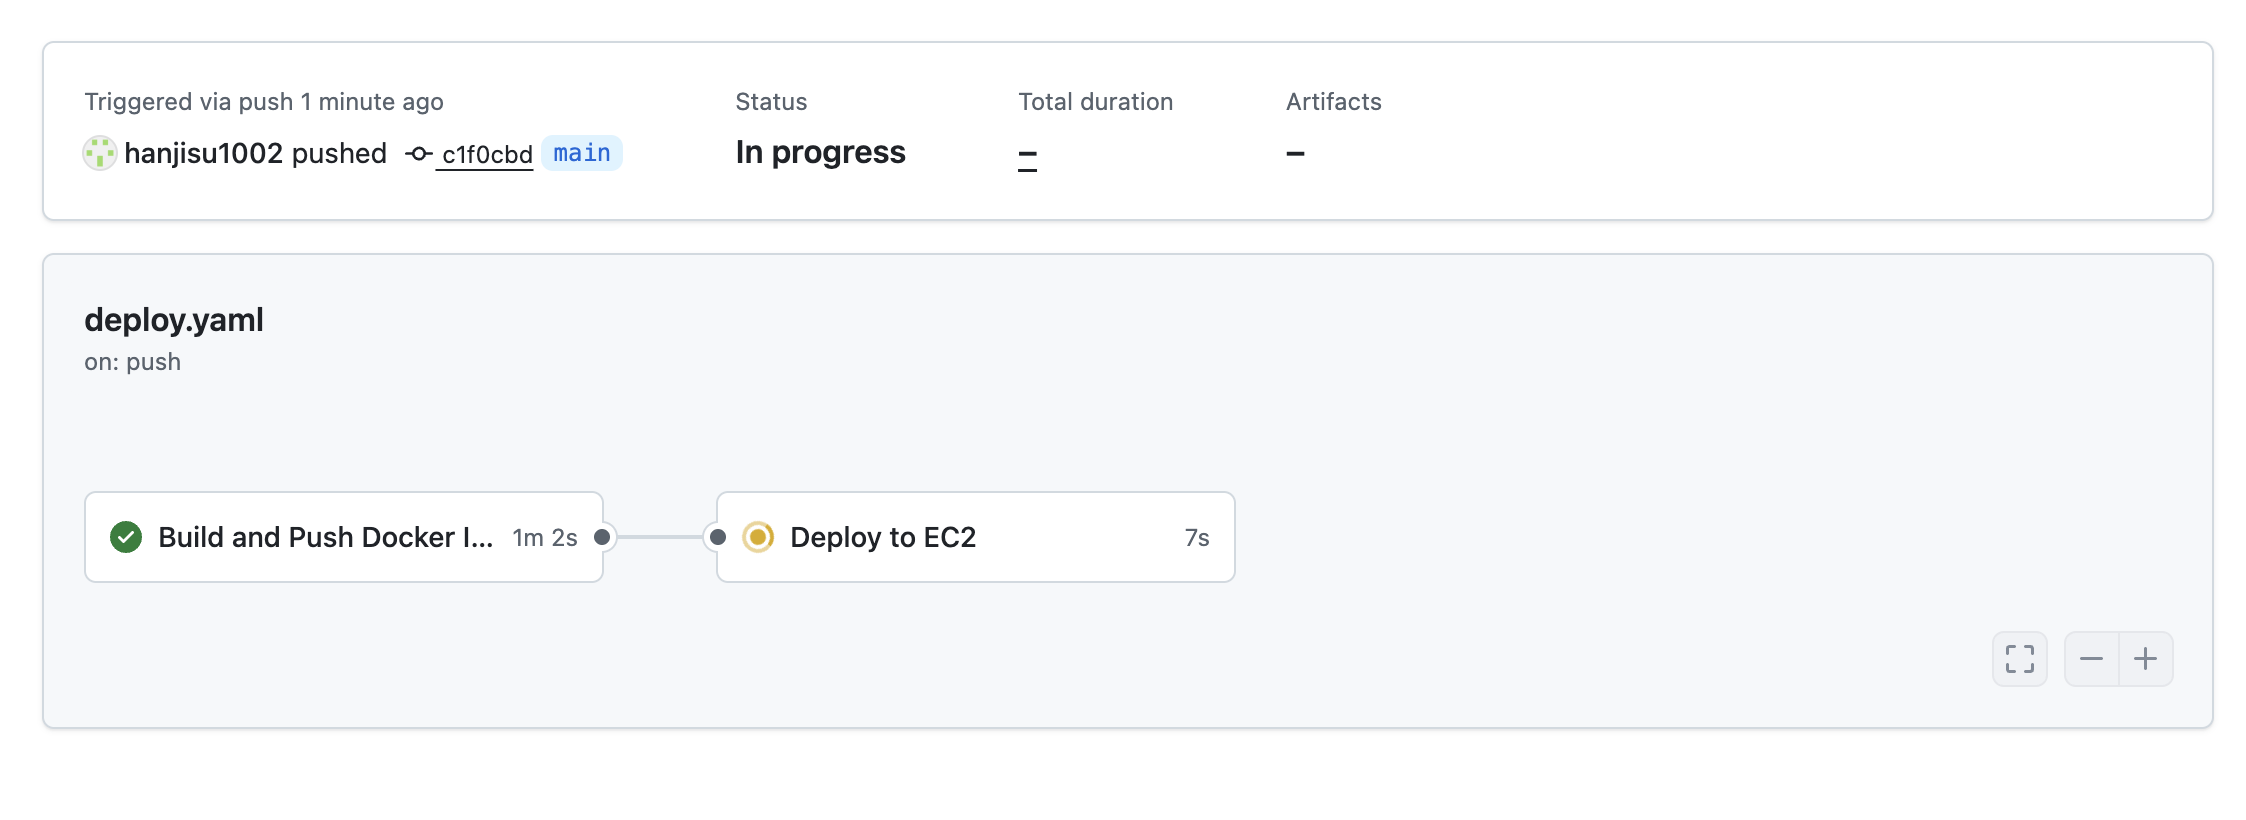 Triggered via push 1 minute ago
hanjisu1002 pushed c1f0cbd main
Status
In progress
Total duration
–
Artifacts
–
deploy.yaml
on: push
Build and Push Docker I... 1m 2s
Deploy to EC2 7s